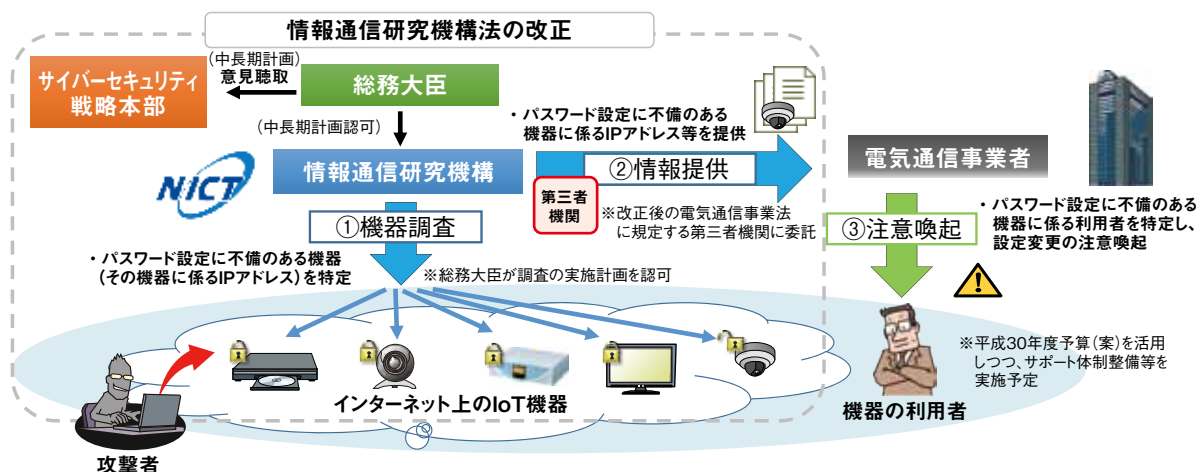 情報通信研究機構法の改正
サイバーセキュリティ
戦略本部
(中長期計画)
意見聴取
総務大臣
(中長期計画認可)
・パスワード設定に不備のある
機器に係るIPアドレス等を提供
NICT
情報通信研究機構
②情報提供
第三者
機関
※改正後の電気通信事業法
に規定する第三者機関に委託
電気通信事業者
①機器調査
・パスワード設定に不備のある機器
(その機器に係るIPアドレス)を特定
※総務大臣が調査の実施計画を認可
③注意喚起
・パスワード設定に不備のある
機器に係る利用者を特定し、
設定変更の注意喚起
インターネット上のIoT機器
攻撃者
機器の利用者
※平成30年度予算(案)を活用
しつつ、サポート体制整備等を
実施予定